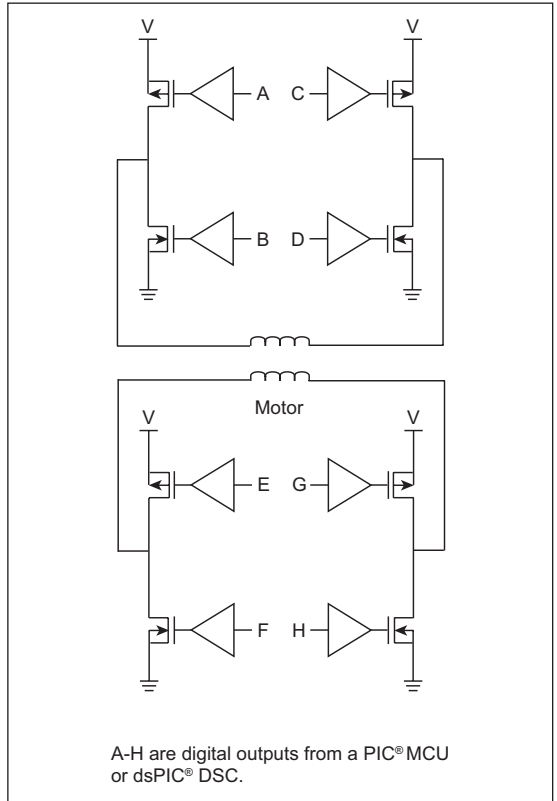 V V
A C
B D
Motor
V V
E G
F H
A-H are digital outputs from a PIC® MCU
or dsPIC® DSC.